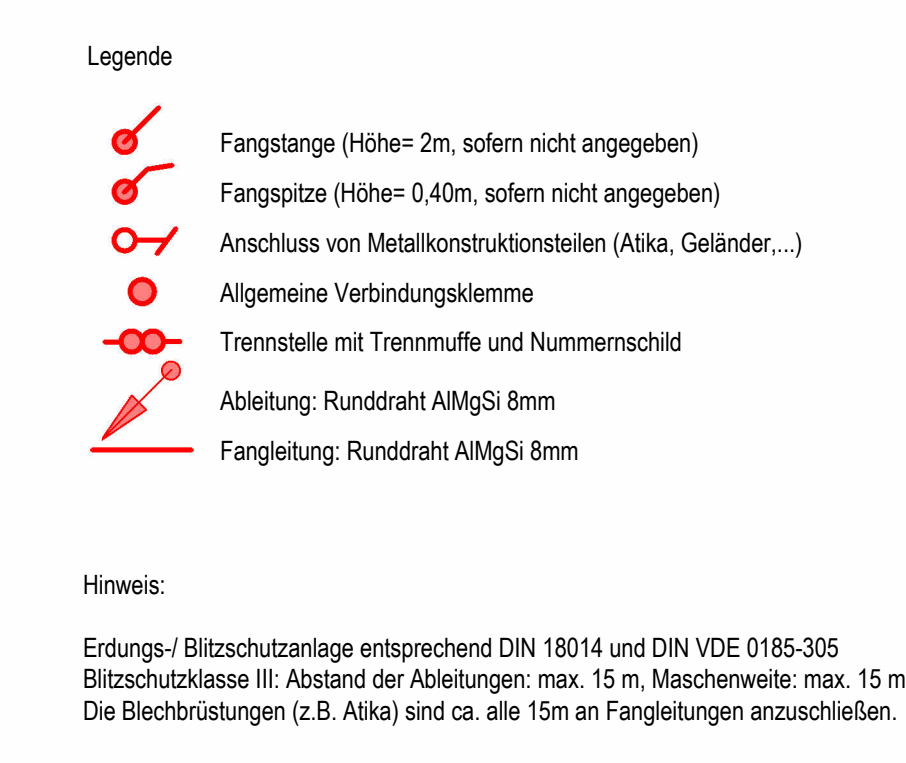 Legende
Fangstange (Höhe= 2m, sofern nicht angegeben)
Fangspitze (Höhe= 0,40m, sofern nicht angegeben)
Anschluss von Metallkonstruktionsteilen (Atika, Geländer,...)
Allgemeine Verbindungsklemme
Trennstelle mit Trennmuffe und Nummernschild
Ableitung: Runddraht AlMgSi 8mm
Fangleitung: Runddraht AlMgSi 8mm
Hinweis:
Erdungs-/ Blitzschutzanlage entsprechend DIN 18014 und DIN VDE 0185-305
Blitzschutzklasse III: Abstand der Ableitungen: max. 15 m, Maschenweite: max. 15 m
Die Blechbrüstungen (z.B. Atika) sind ca. alle 15m an Fangleitungen anzuschließen.